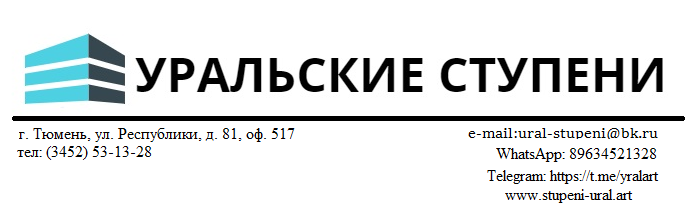 УРАЛЬСКИЕ СТУПЕНИ
г. Тюмень, ул. Республики, д. 81, оф. 517
тел: (3452) 53-13-28
e-mail:ural-stupeni@bk.ru
WhatsApp: 89634521328
Telegram: https://t.me/yralart
www.stupeni-ural.art